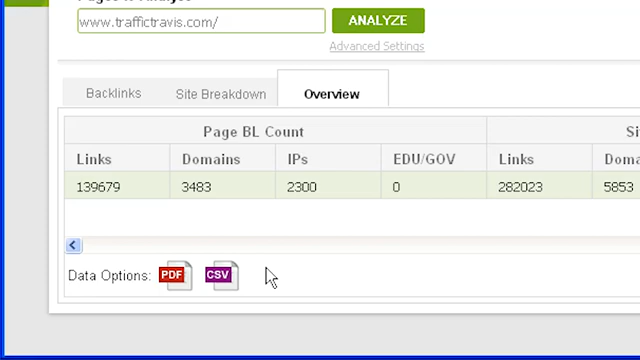 www.traffictravis.com/
ANALYZE
Advanced Settings
Backlinks
Site Breakdown
Overview
Page BL Count
Links Domains IPs EDU/GOV Links
139679 3483 2300 0 282023 5853
Data Options: PDF CSV